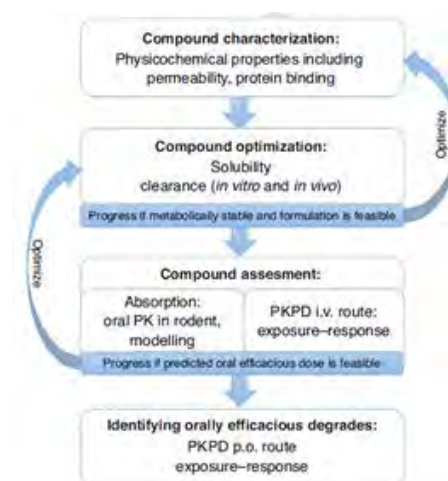 Compound characterization:
Physicochemical properties including
permeability, protein binding
Optimize
Compound optimization:
Solubility
clearance (in vitro and in vivo)
Progress if metabolically stable and formulation is feasible
Optimize
Compound assesment:
Absorption:
oral PK in rodent,
modelling
PKPD i.v. route:
exposure–response
Progress if predicted oral efficacious dose is feasible
Identifying orally efficacious degrades:
PKPD p.o. route
exposure–response